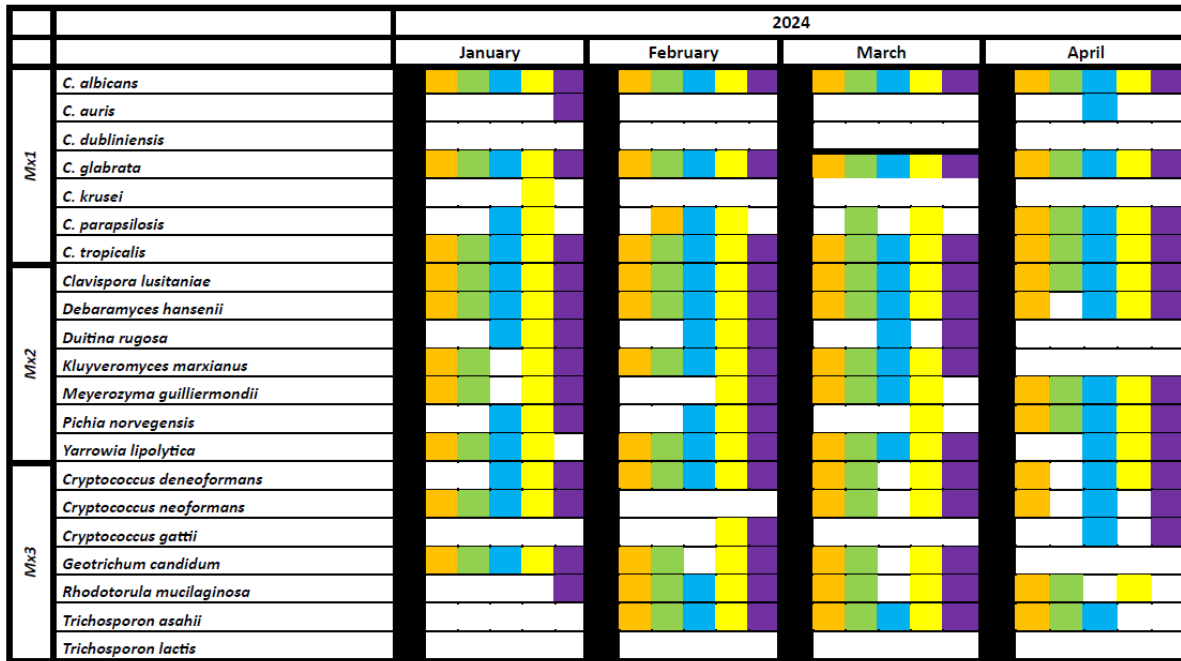 2024
January February March April
Mx1
C. albicans
C. auris
C. dubliniensis
C. glabrata
C. krusei
C. parapsilosis
C. tropicalis
Mx2
Clavispora lusitaniae
Debaramyces hansenii
Duitina rugosa
Kluyveromyces marxianus
Meyerozyma guilliermondii
Pichia norvegensis
Yarrowia lipolytica
Mx3
Cryptococcus deneoformans
Cryptococcus neoformans
Cryptococcus gattii
Geotrichum candidum
Rhodotorula mucilaginosa
Trichosporon asahii
Trichosporon lactis